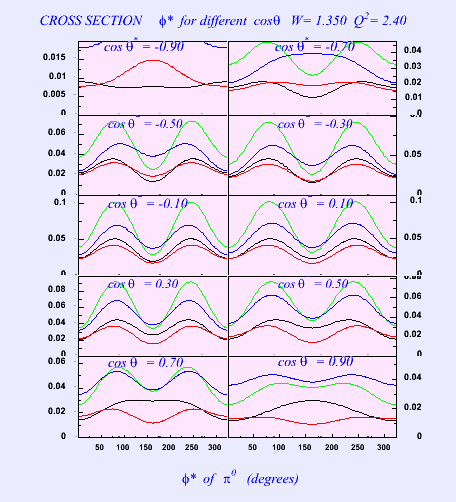 CROSS SECTION ϕ* for different cosθ W= 1.350 Q² = 2.40
cos θ* = -0.90
cos θ* = -0.70
0.015
0.01
0.005
0
0.04
0.03
0.02
0.01
0
cos θ = -0.50
cos θ = -0.30
0.06
0.04
0.02
0
0.05
0
cos θ = -0.10
cos θ = 0.10
0.1
0.05
0
0.1
0.05
0
cos θ = 0.30
cos θ = 0.50
0.08
0.06
0.04
0.02
0
0.06
0.04
0.02
0
cos θ = 0.70
cos θ = 0.90
0.06
0.04
0.02
0
0.04
0.02
0
50 100 150 200 250 300 50 100 150 200 250 300
ϕ* of π⁰ (degrees)